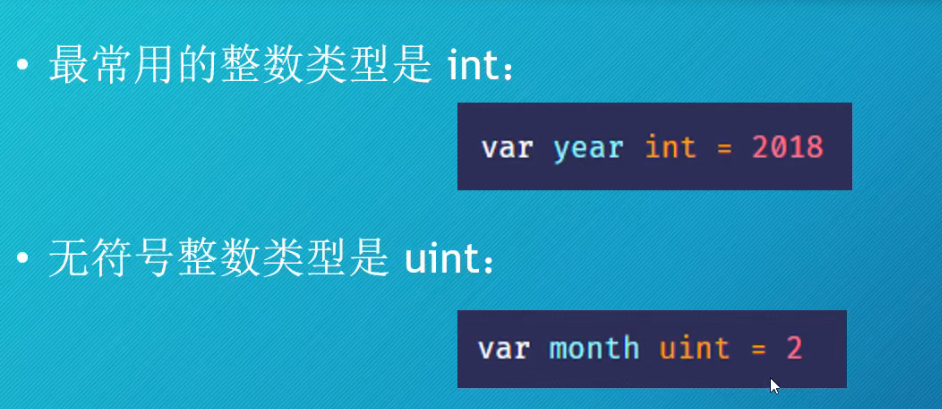 • 最常用的整数类型是 int：
var year int = 2018
• 无符号整数类型是 uint：
var month uint = 2